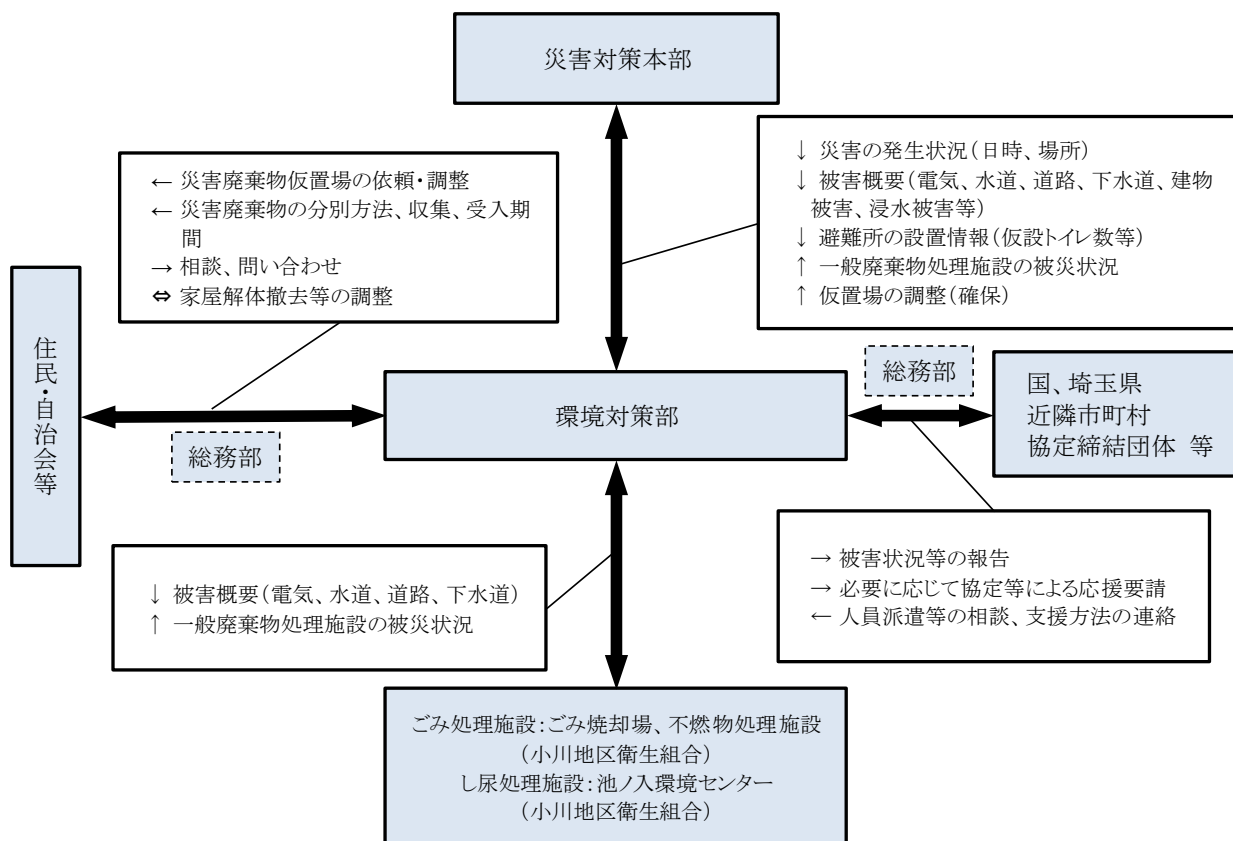 災害対策本部
← 災害廃棄物仮置場の依頼・調整
← 災害廃棄物の分別方法、収集、受入期
間
→ 相談、問い合わせ
⇔ 家屋解体撤去等の調整
↓ 災害の発生状況(日時、場所)
↓ 被害概要(電気、水道、道路、下水道、建物
被害、浸水被害等)
↓ 避難所の設置情報(仮設トイレ数等)
↑ 一般廃棄物処理施設の被災状況
↑ 仮置場の調整(確保)
住民・自治会等
総務部
環境対策部
総務部
国、埼玉県
近隣市町村
協定締結団体 等
↓ 被害概要(電気、水道、道路、下水道)
↑ 一般廃棄物処理施設の被災状況
→ 被害状況等の報告
→ 必要に応じて協定等による応援要請
← 人員派遣等の相談、支援方法の連絡
ごみ処理施設:ごみ焼却場、不燃物処理施設
(小川地区衛生組合)
し尿処理施設:池ノ入環境センター
(小川地区衛生組合)